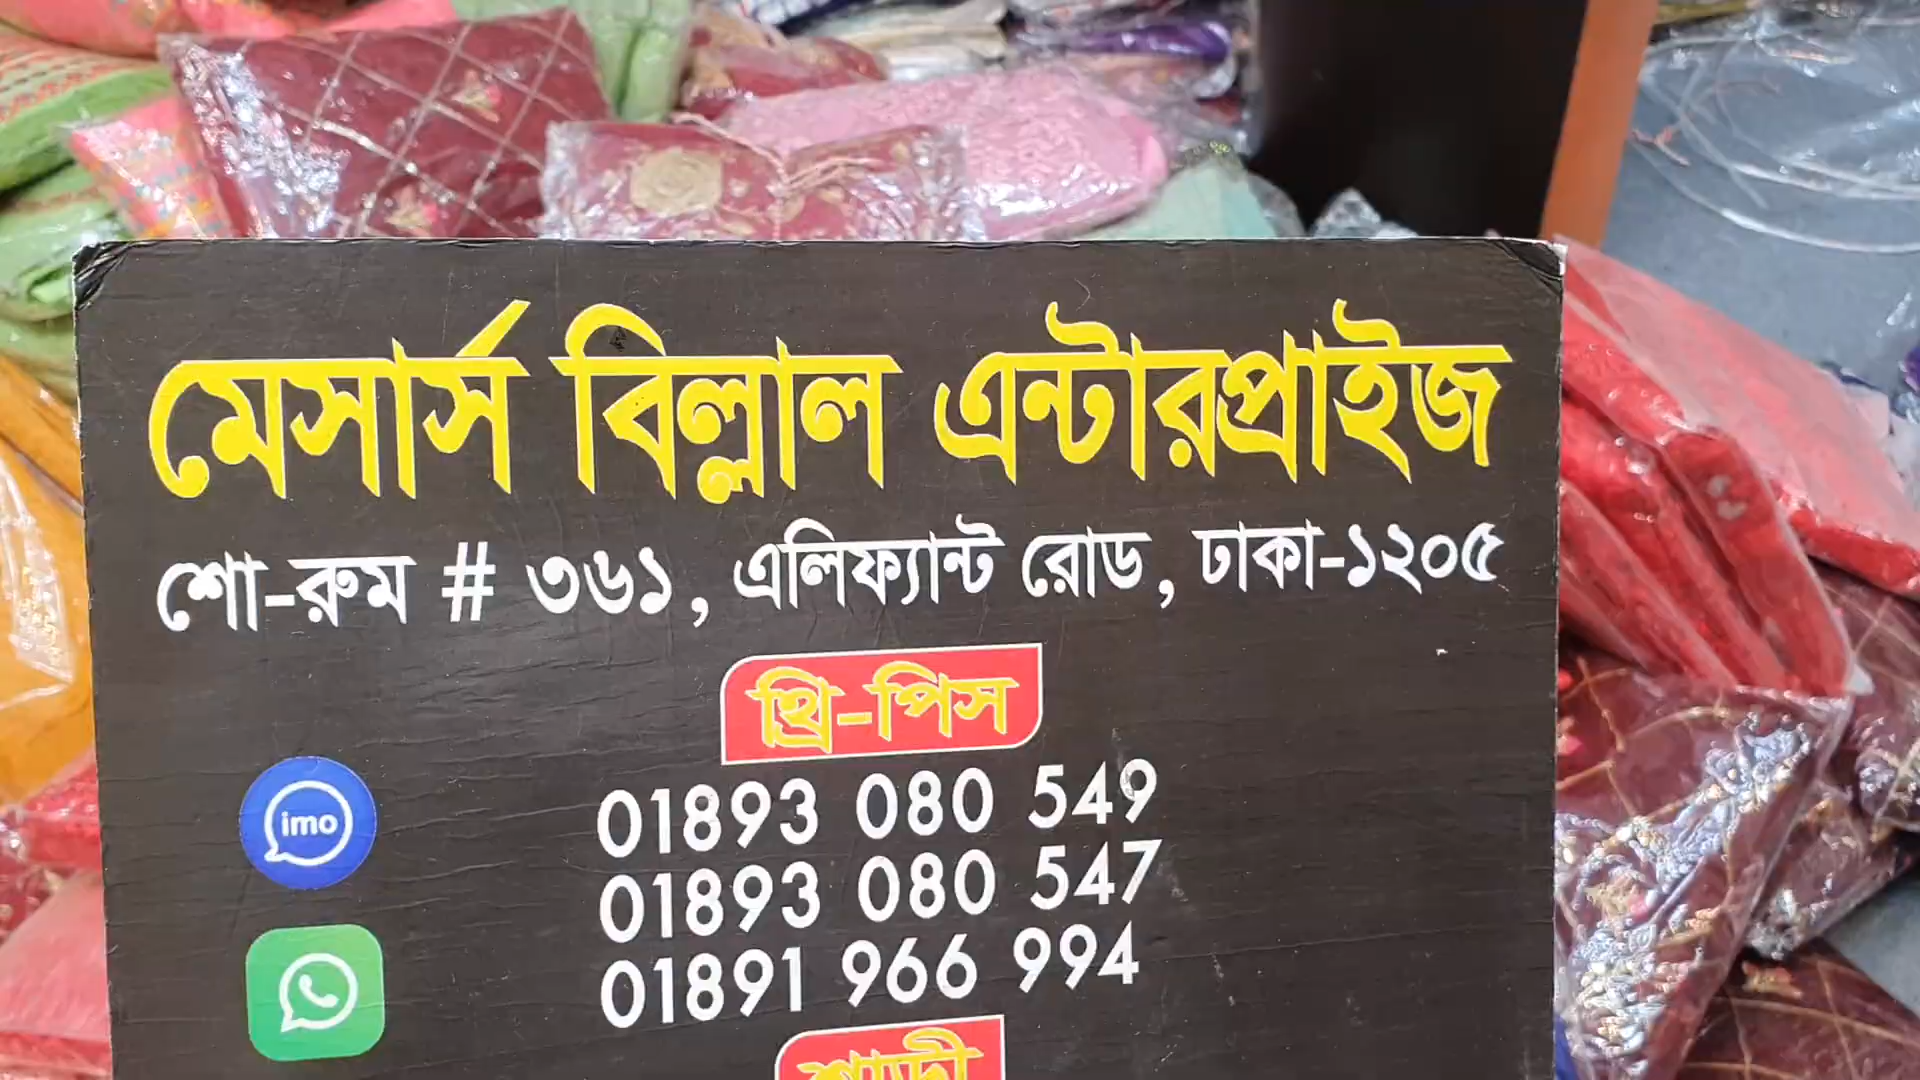 মেসার্স বিল্লাল এন্টারপ্রাইজ
শো-রুম # ৩৬১, এলিফ্যান্ট রোড, ঢাকা-১২০৫
থ্রি-পিস
imo
01893 080 549
01893 080 547
01891 966 994
শাড়ী